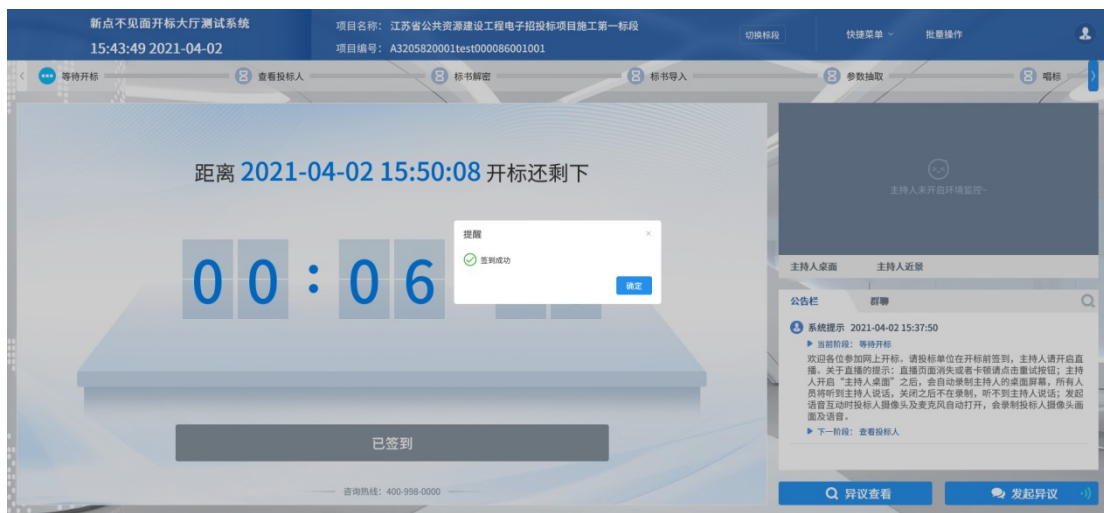 新点不见面开标大厅测试系统
15:43:49 2021-04-02
项目名称： 江苏省公共资源建设工程电子招投标项目施工第一标段
项目编号： A3205820001test000086001001
切换标段
快捷菜单
批量操作
等待开标
查看投标人
标书解密
标书导入
参数抽取
唱标
距离 2021-04-02 15:50:08 开标还剩下
00:06
提醒
签到成功
确定
已签到
咨询热线：400-998-0000
主持人未开启环境监控~
主持人桌面
主持人近景
公告栏
群聊
系统提示 2021-04-02 15:37:50
当前阶段： 等待开标
欢迎各位参加网上开标。请投标单位在开标前签到，主持人请开启直
播。关于直播的提示：直播页面消失或者卡顿请点击重试按钮；主持
人开启“主持人桌面”之后，会自动录制主持人的桌面屏幕，所有人
员将听到主持人说话，关闭之后不在录制，听不到主持人说话；发起
语音互动时投标人摄像头及麦克风自动打开，会录制投标人摄像头画
面及语音。
下一阶段： 查看投标人
异议查看
发起异议